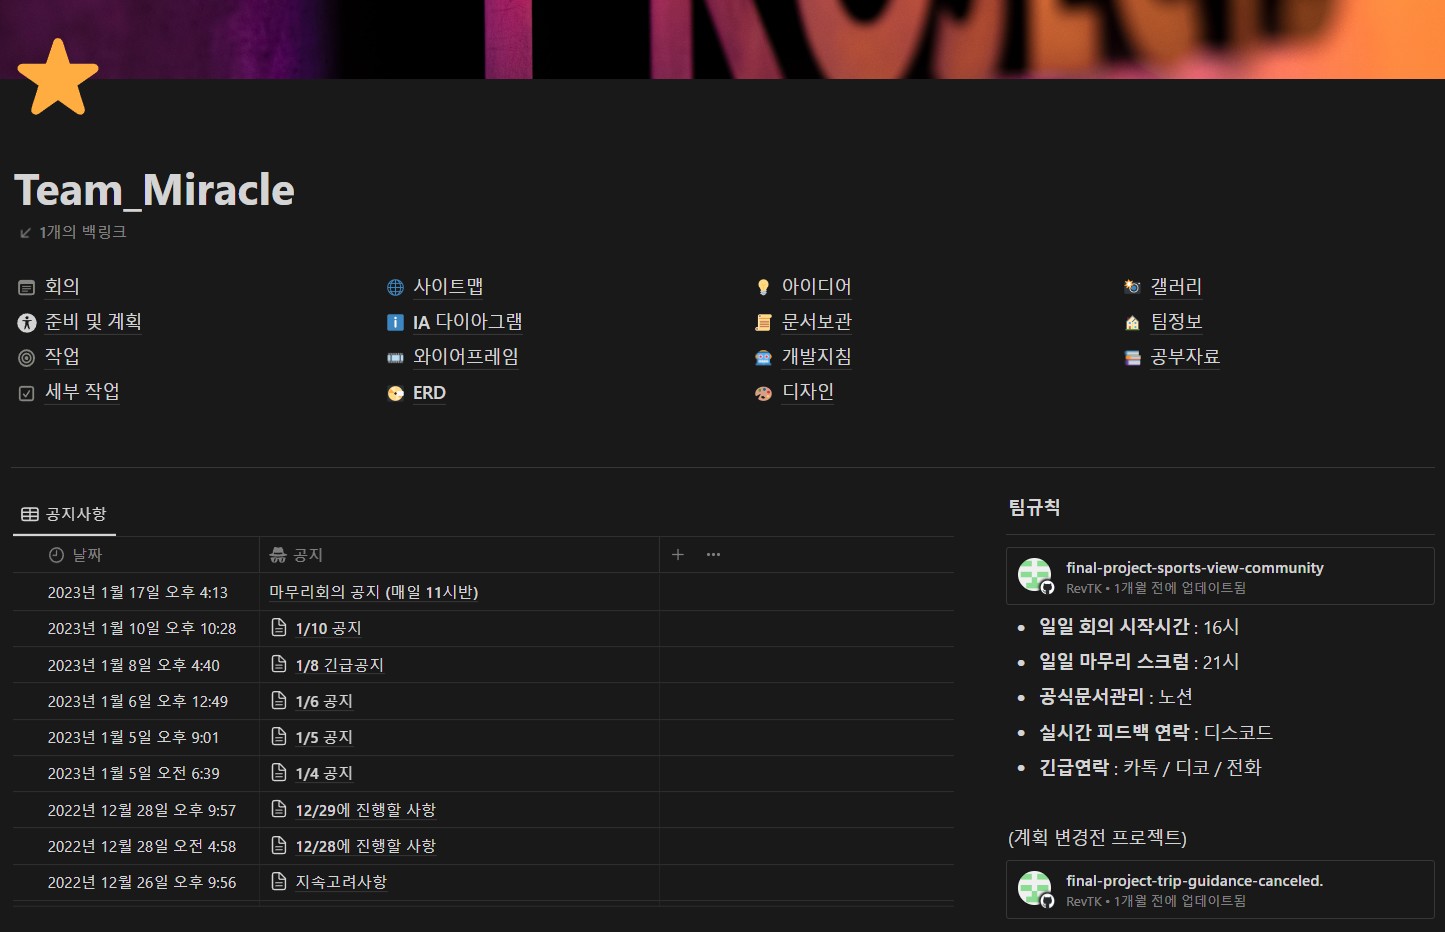 PROJECT
Team_Miracle
1개의 백링크
회의
준비 및 계획
작업
세부 작업
사이트맵
IA 다이아그램
와이어프레임
ERD
아이디어
문서보관
개발지침
디자인
갤러리
팀정보
공부자료
공지사항
날짜 공지
2023년 1월 17일 오후 4:13 마무리회의 공지 (매일 11시반)
2023년 1월 10일 오후 10:28 1/10 공지
2023년 1월 8일 오후 4:40 1/8 긴급공지
2023년 1월 6일 오후 12:49 1/6 공지
2023년 1월 5일 오후 9:01 1/5 공지
2023년 1월 5일 오전 6:39 1/4 공지
2022년 12월 28일 오후 9:57 12/29에 진행할 사항
2022년 12월 28일 오전 4:58 12/28에 진행할 사항
2022년 12월 26일 오후 9:56 지속고려사항
팀규칙
final-project-sports-view-community
RevTK • 1개월 전에 업데이트됨
• 일일 회의 시작시간 : 16시
• 일일 마무리 스크럼 : 21시
• 공식문서관리 : 노션
• 실시간 피드백 연락 : 디스코드
• 긴급연락 : 카톡 / 디코 / 전화
(계획 변경전 프로젝트)
final-project-trip-guidance-canceled.
RevTK • 1개월 전에 업데이트됨